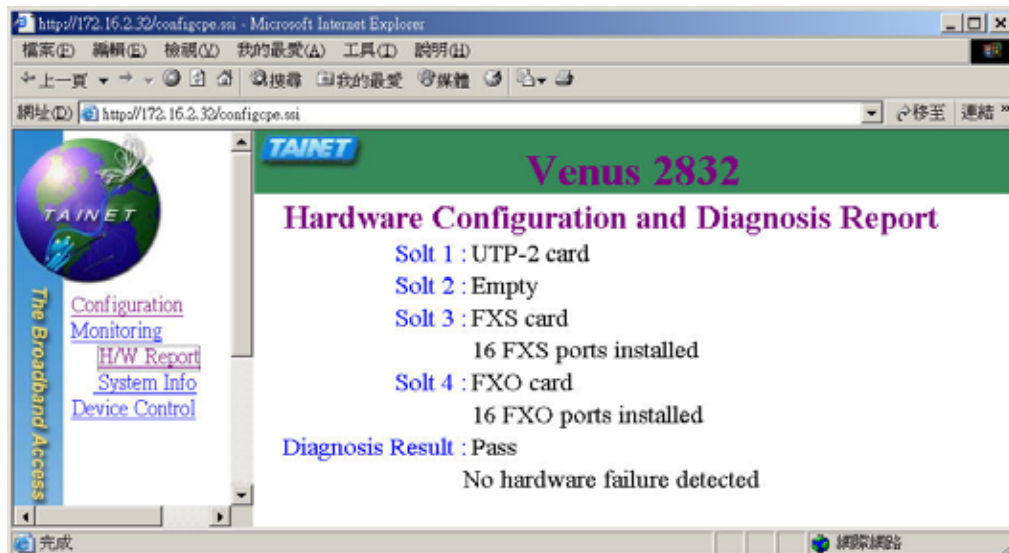 http://172.16.2.32/configcpe.ssi - Microsoft Internet Explorer
檔案(F) 編輯(E) 檢視(V) 我的最愛(A) 工具(T) 說明(H)
上一頁 搜尋 我的最愛 媒體
網址(D) http://172.16.2.32/configcpe.ssi 移至 連結 »
TAINET
The Broadband Access
Configuration
Monitoring
H/W Report
System Info
Device Control
TAINET
Venus 2832
Hardware Configuration and Diagnosis Report
Solt 1 : UTP-2 card
Solt 2 : Empty
Solt 3 : FXS card
16 FXS ports installed
Solt 4 : FXO card
16 FXO ports installed
Diagnosis Result : Pass
No hardware failure detected
完成 網際網路